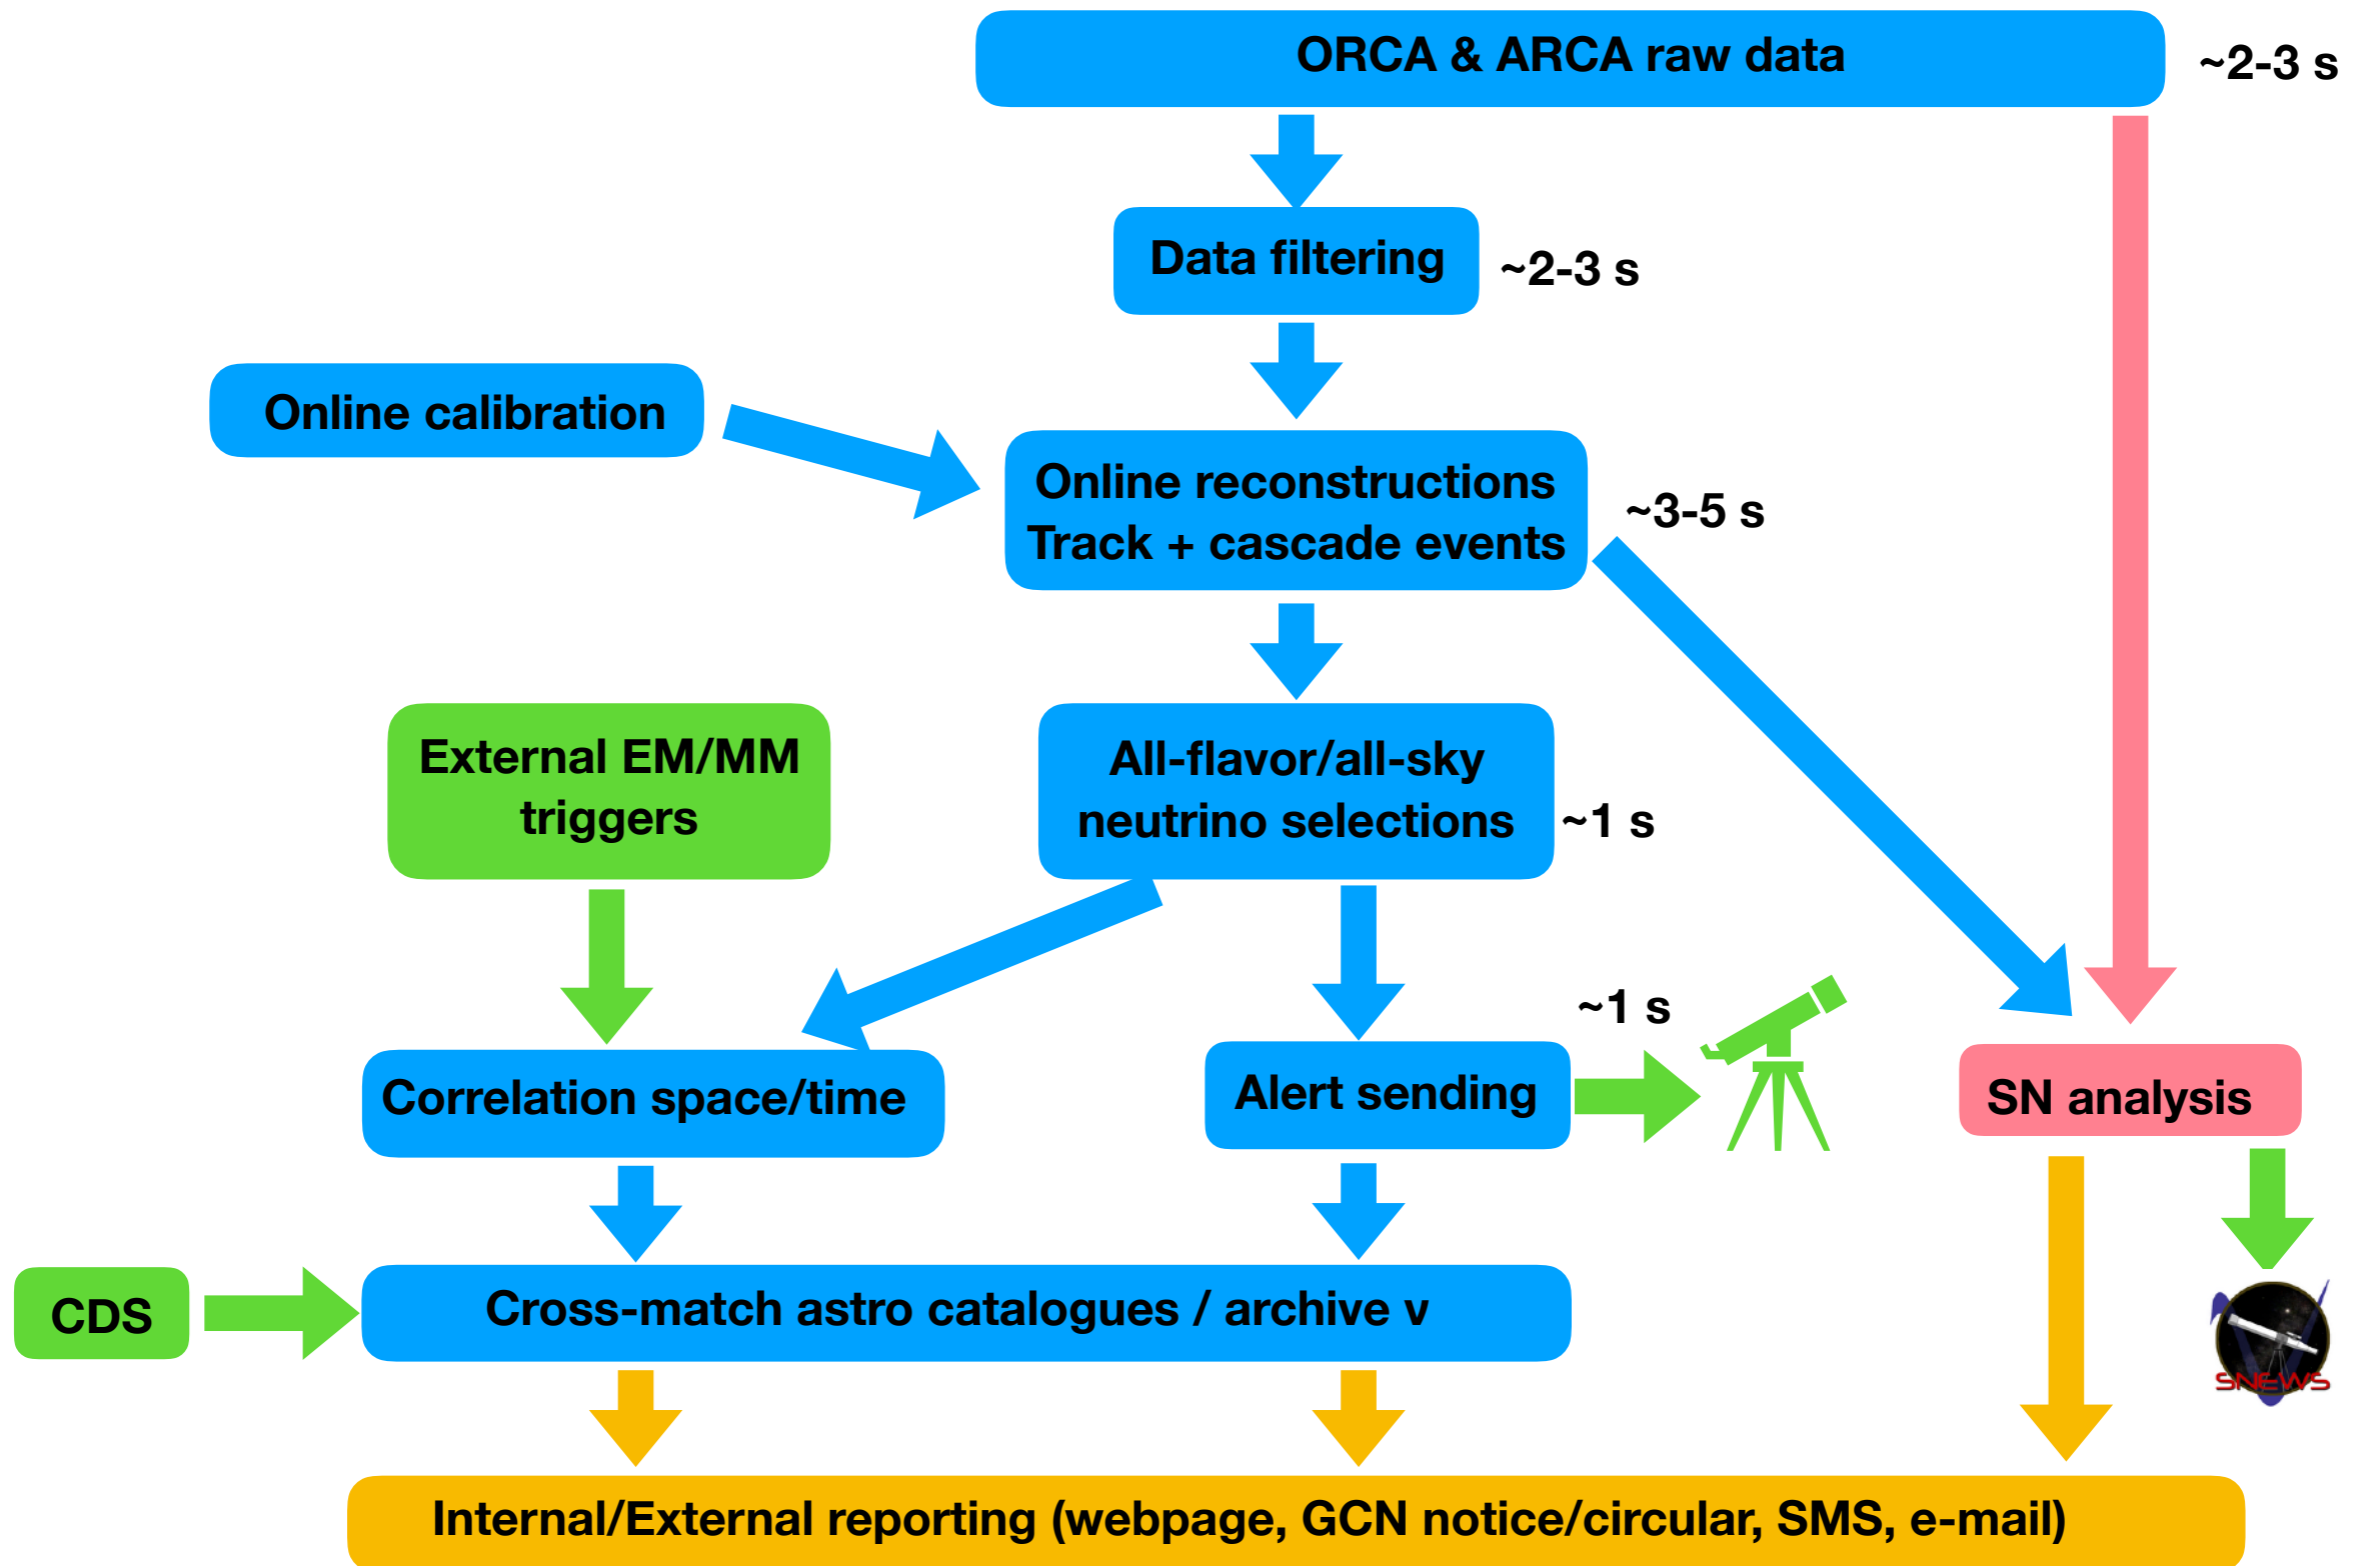 ORCA & ARCA raw data
~2-3 s
Data filtering
~2-3 s
Online calibration
Online reconstructions
Track + cascade events
~3-5 s
External EM/MM
triggers
All-flavor/all-sky
neutrino selections
~1 s
~1 s
Correlation space/time
Alert sending
SN analysis
CDS
Cross-match astro catalogues / archive ν
SNEWS
Internal/External reporting (webpage, GCN notice/circular, SMS, e-mail)